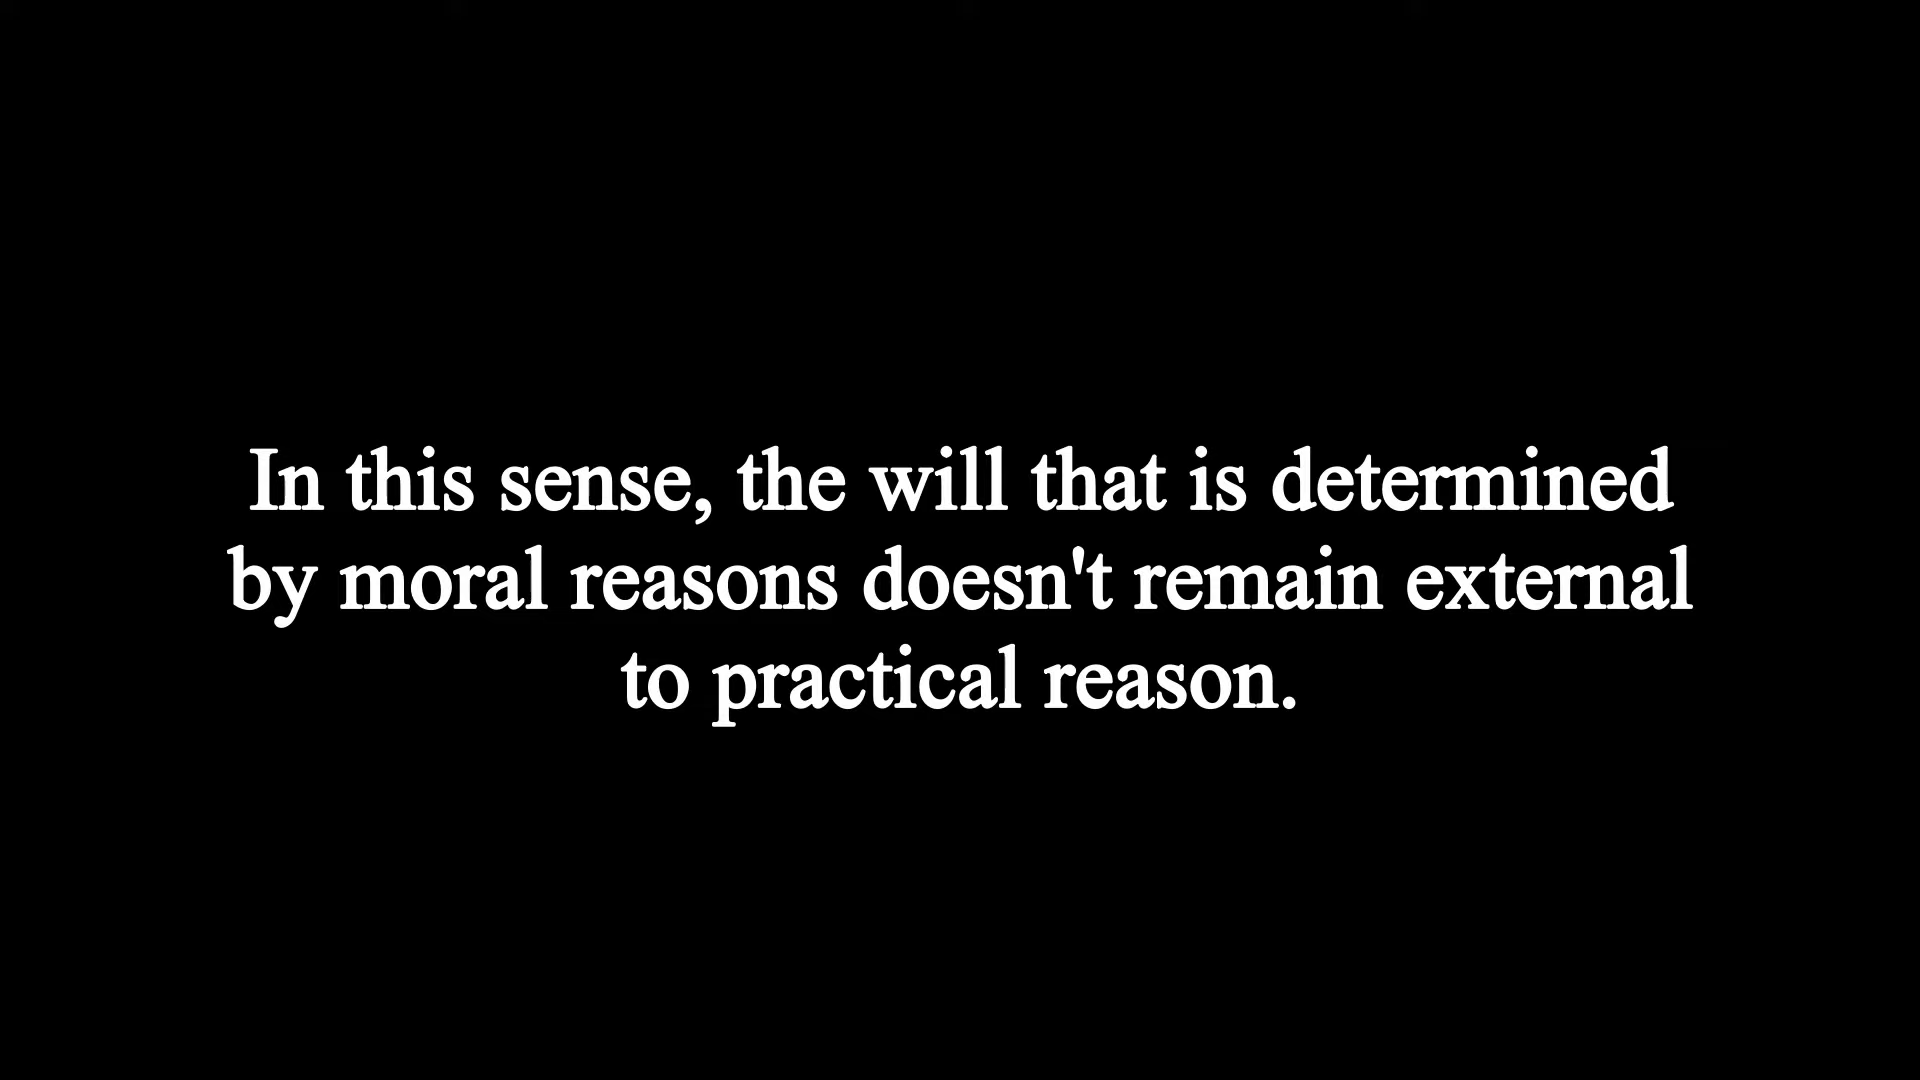 In this sense, the will that is determined
by moral reasons doesn't remain external
to practical reason.